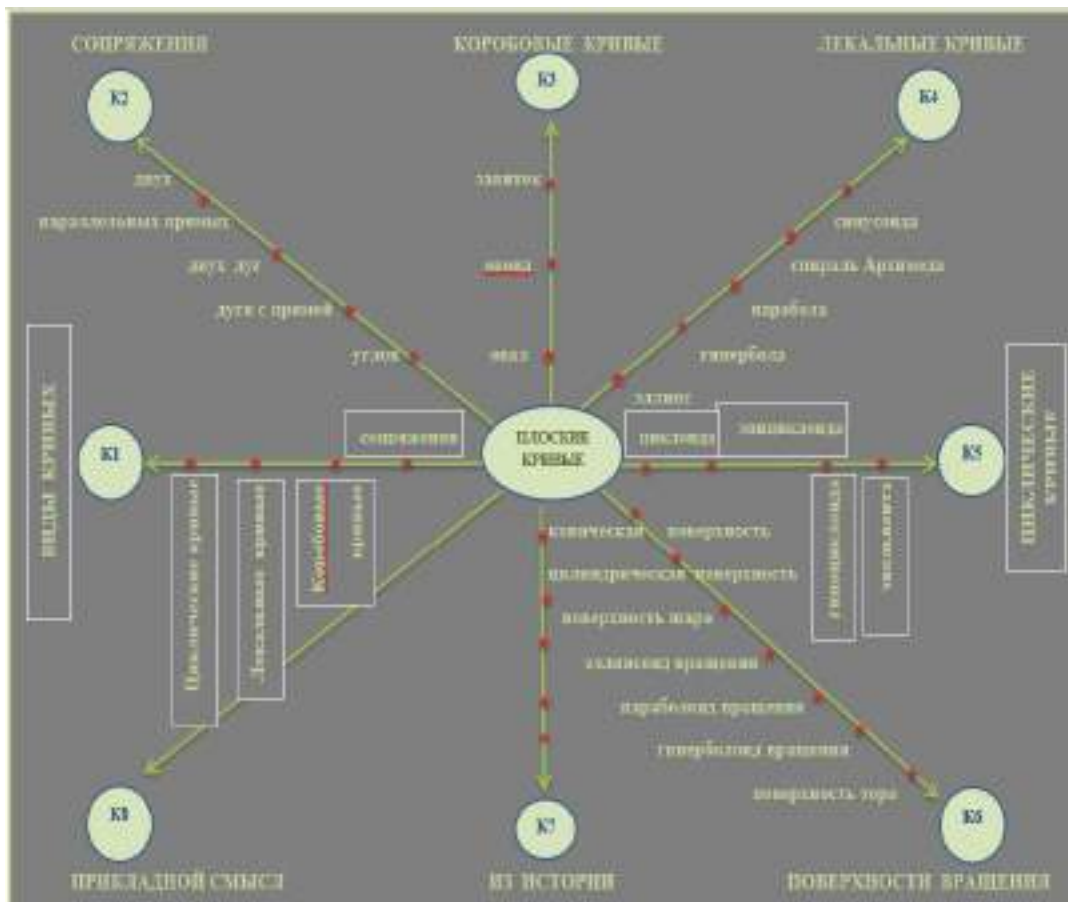 СОПРЯЖЕНИЯ
КОРОБОВЫЕ КРИВЫЕ
ЛЕКАЛЬНЫЕ КРИВЫЕ
К2
К3
К4
двух
параллельных прямых
двух дуг
дуги с прямой
углов
завиток
овоид
овал
синусоида
спираль Архимеда
парабола
гипербола
эллипс
ВИДЫ КРИВЫХ
К1
сопряжения
ПЛОСКИЕ
КРИВЫЕ
циклоида
эпициклоида
К5
ЦИКЛИЧЕСКИЕ
КРИВЫЕ
Циклические кривые
Лекальные кривые
Коробовые
кривые
гипоциклоида
эвольвента
коническая поверхность
цилиндрическая поверхность
поверхность шара
эллипсоид вращения
параболоид вращения
гиперболоид вращения
поверхность тора
К8
К7
К6
ПРИКЛАДНОЙ СМЫСЛ
ИЗ ИСТОРИИ
ПОВЕРХНОСТИ ВРАЩЕНИЯ